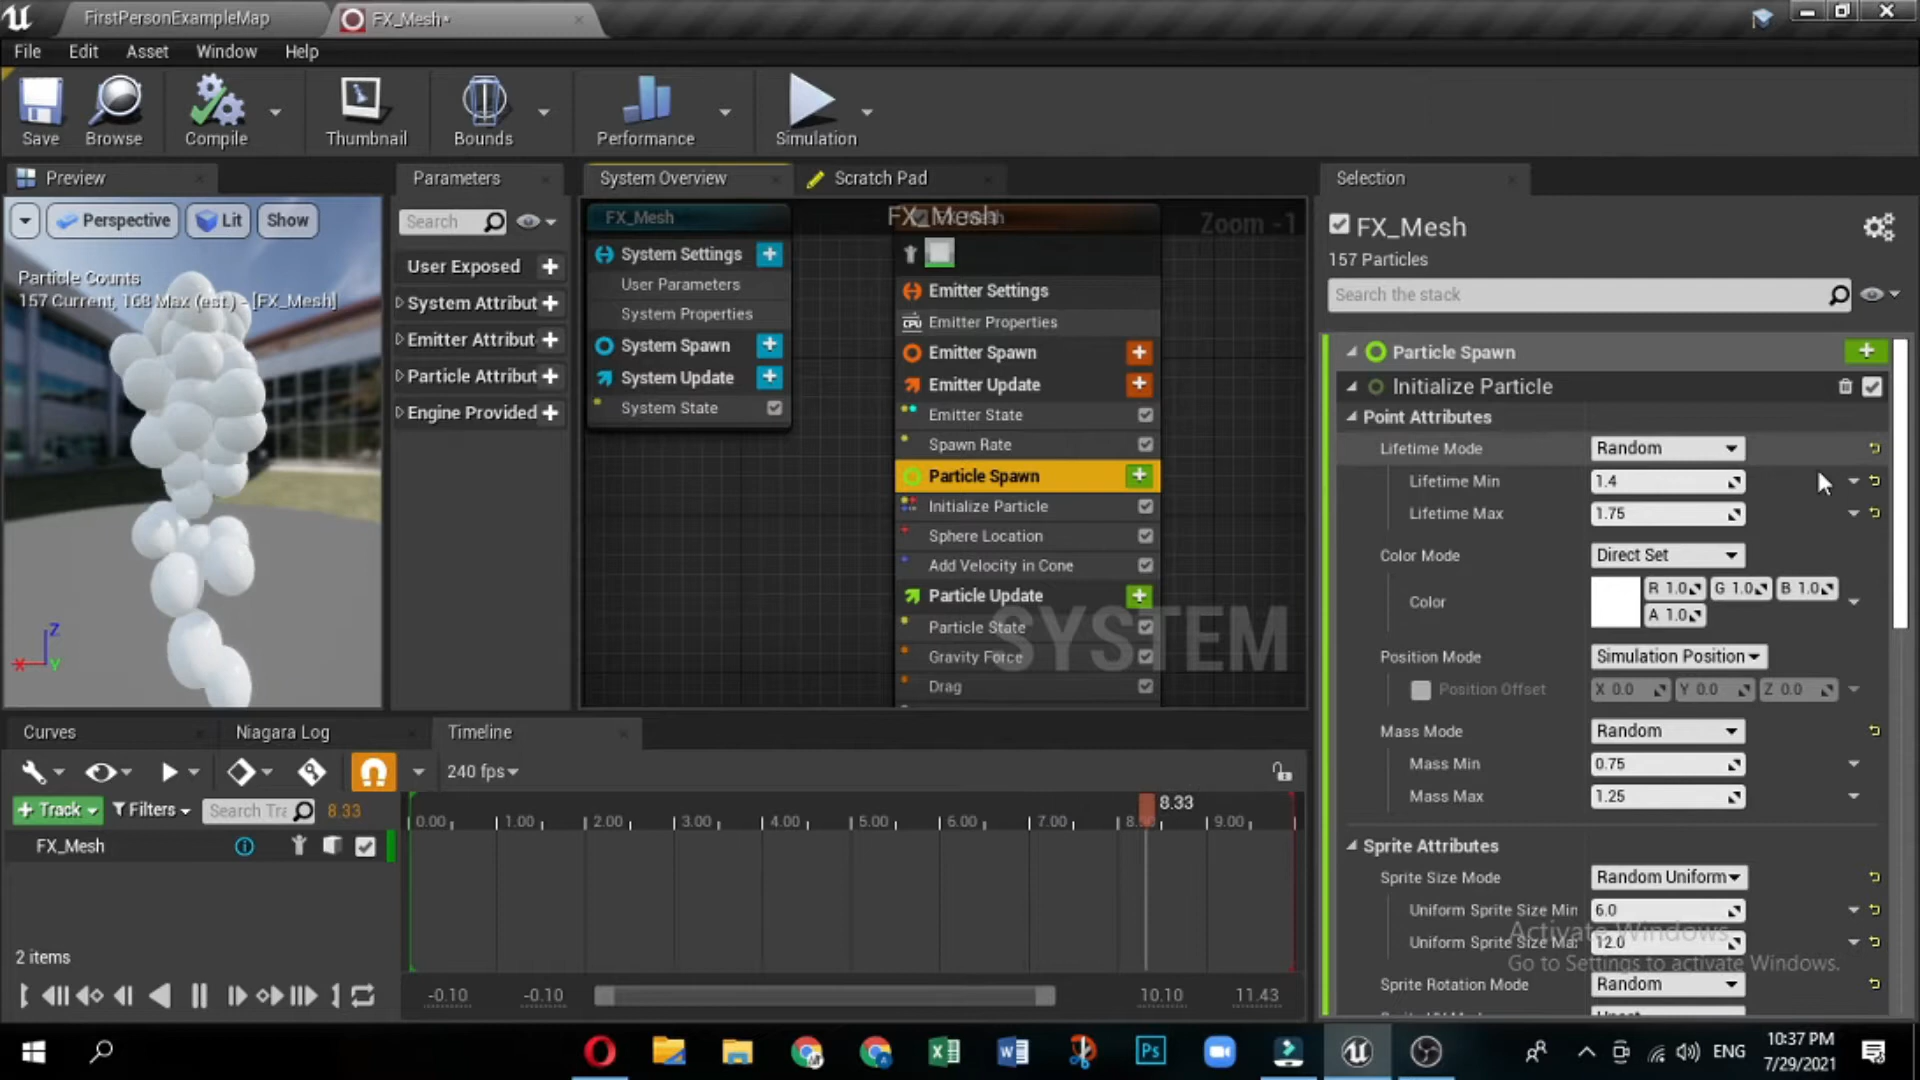 FirstPersonExampleMap
FX_Mesh*
File Edit Asset Window Help
Save Browse Compile Thumbnail Bounds Performance Simulation
Preview
Perspective Lit Show
Particle Counts
157 Current, 168 Max (est.) - [FX_Mesh]
Z
X
Y
Parameters
Search
User Exposed
System Attribut
Emitter Attribut
Particle Attribut
Engine Provided
System Overview
Scratch Pad
FX_Mesh
Zoom -1
FX_Mesh
System Settings
User Parameters
System Properties
System Spawn
System Update
System State
Emitter Settings
CPU Emitter Properties
Emitter Spawn
Emitter Update
Emitter State
Spawn Rate
Particle Spawn
Initialize Particle
Sphere Location
Add Velocity in Cone
Particle Update
Particle State
Gravity Force
Drag
SYSTEM
Selection
FX_Mesh
157 Particles
Search the stack
Particle Spawn
Initialize Particle
Point Attributes
Lifetime Mode Random
Lifetime Min 1.4
Lifetime Max 1.75
Color Mode Direct Set
Color R 1.0 G 1.0 B 1.0
A 1.0
Position Mode Simulation Position
Position Offset X 0.0 Y 0.0 Z 0.0
Mass Mode Random
Mass Min 0.75
Mass Max 1.25
Sprite Attributes
Sprite Size Mode Random Uniform
Uniform Sprite Size Min 6.0
Uniform Sprite Size Ma 12.0
Sprite Rotation Mode Random
Activate Windows
Go to Settings to activate Windows.
Curves Niagara Log Timeline
240 fps
Track Filters Search Tra 8.33
FX_Mesh
2 items
8.33
0.00 1.00 2.00 3.00 4.00 5.00 6.00 7.00 9.00
-0.10 -0.10 10.10 11.43
Ps
ENG
10:37 PM
7/29/2021